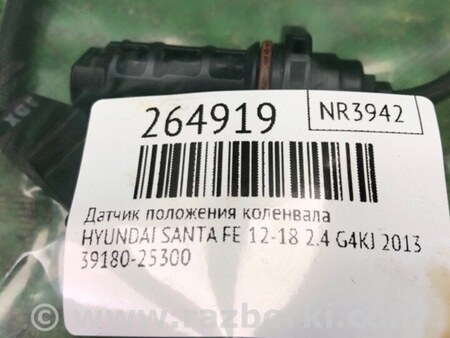 264919
NR3942
Датчик положения коленвала
HYUNDAI SANTA FE 12-18 2.4 G4KJ 2013
39180-25300
www.razborki.com